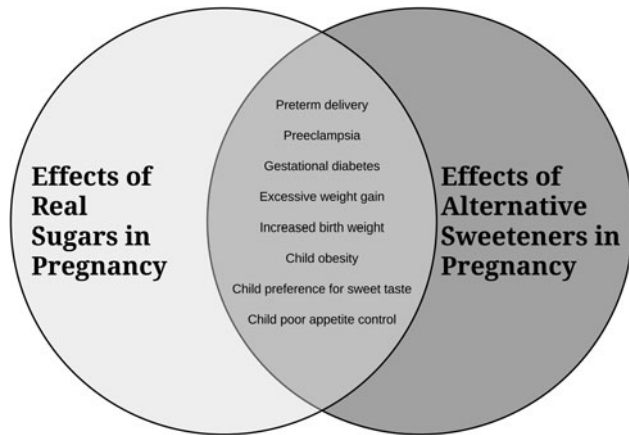 Effects of
Real
Sugars in
Pregnancy
Preterm delivery
Preeclampsia
Gestational diabetes
Excessive weight gain
Increased birth weight
Child obesity
Child preference for sweet taste
Child poor appetite control
Effects of
Alternative
Sweeteners in
Pregnancy